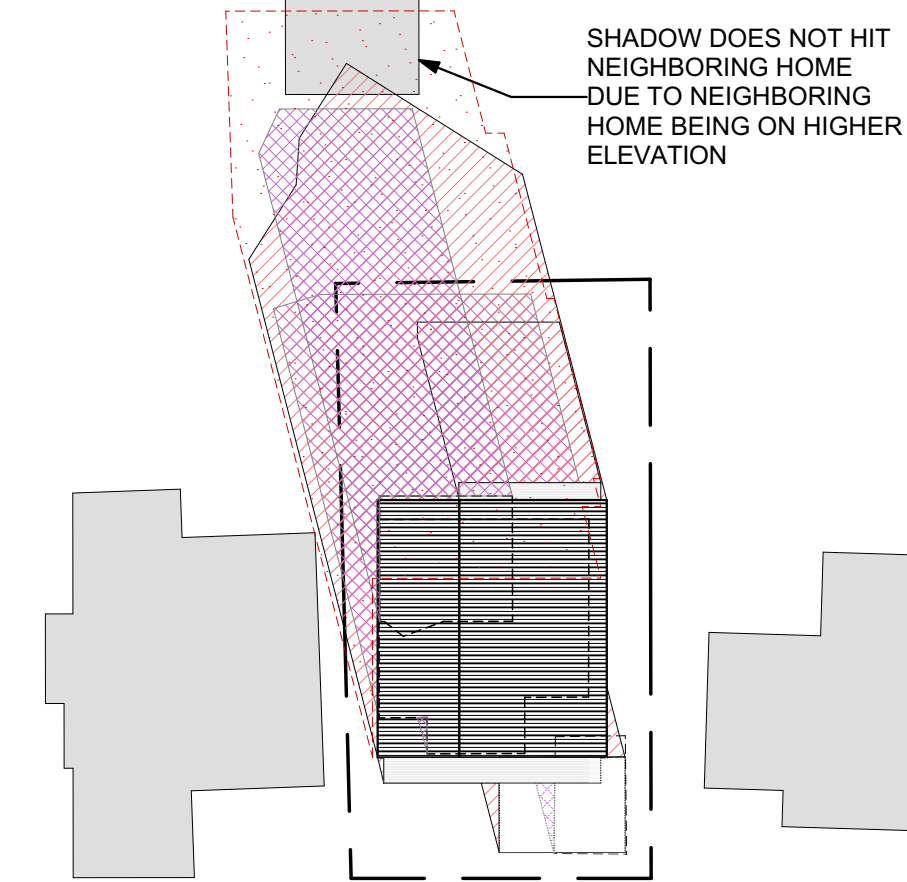 SHADOW DOES NOT HIT
NEIGHBORING HOME
DUE TO NEIGHBORING
HOME BEING ON HIGHER
ELEVATION